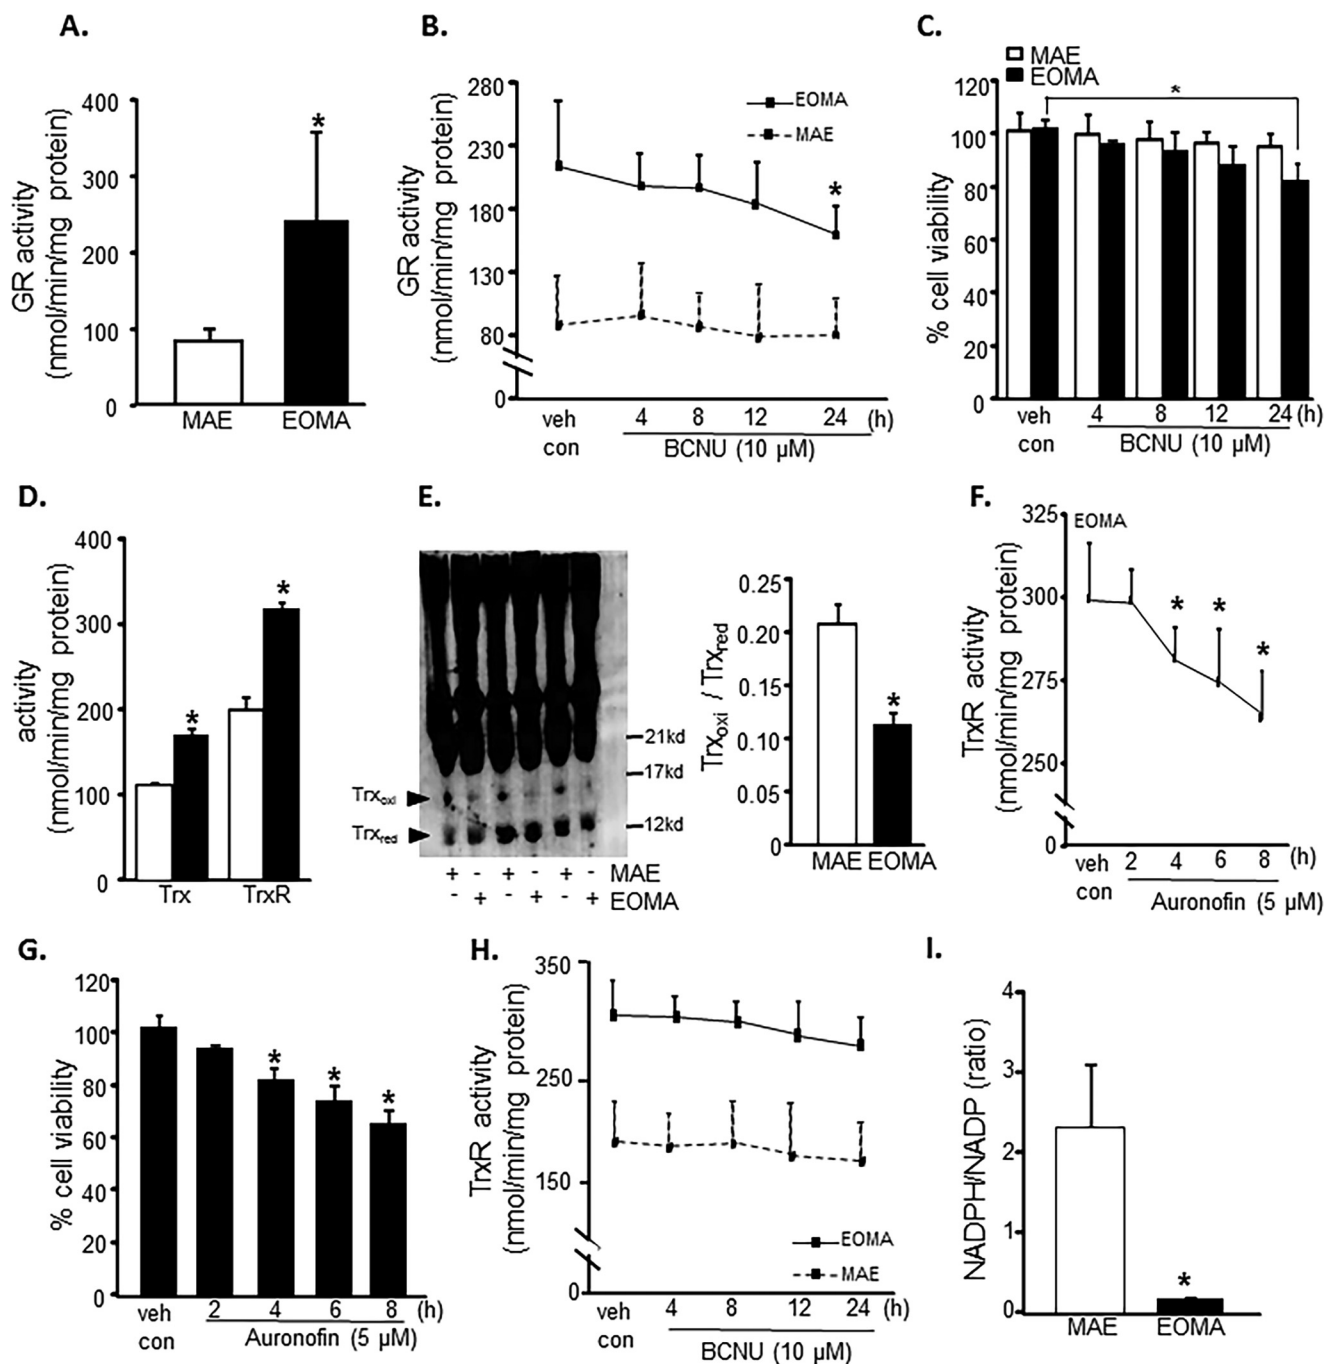 A.
GR activity
(nmol/min/mg protein)
400
300
200
100
0
*
MAE EOMA
B.
GR activity
(nmol/min/mg protein)
280
230
180
130
80
0
EOMA
MAE
*
veh con 4 8 12 24 (h)
BCNU (10 µM)
C.
MAE
EOMA
% cell viability
120
100
80
60
40
20
0
*
veh con 4 8 12 24 (h)
BCNU (10 µM)
D.
activity
(nmol/min/mg protein)
400
300
200
100
0
*
*
Trx TrxR
E.
21kd
17kd
12kd
Trxoxi
Trxred
+ - + - + - MAE
- + - + - + EOMA
Trxoxi / Trxred
0.25
0.20
0.15
0.10
0.05
0
*
MAE EOMA
F.
TrxR activity
(nmol/min/mg protein)
325
300
275
250
0
EOMA
* * *
veh con 2 4 6 8 (h)
Auronofin (5 µM)
G.
% cell viability
120
100
80
60
40
20
0
* * *
veh con 2 4 6 8 (h)
Auronofin (5 µM)
H.
TrxR activity
(nmol/min/mg protein)
350
250
150
0
EOMA
MAE
veh con 4 8 12 24 (h)
BCNU (10 µM)
I.
NADPH/NADP (ratio)
4
3
2
1
0
*
MAE EOMA